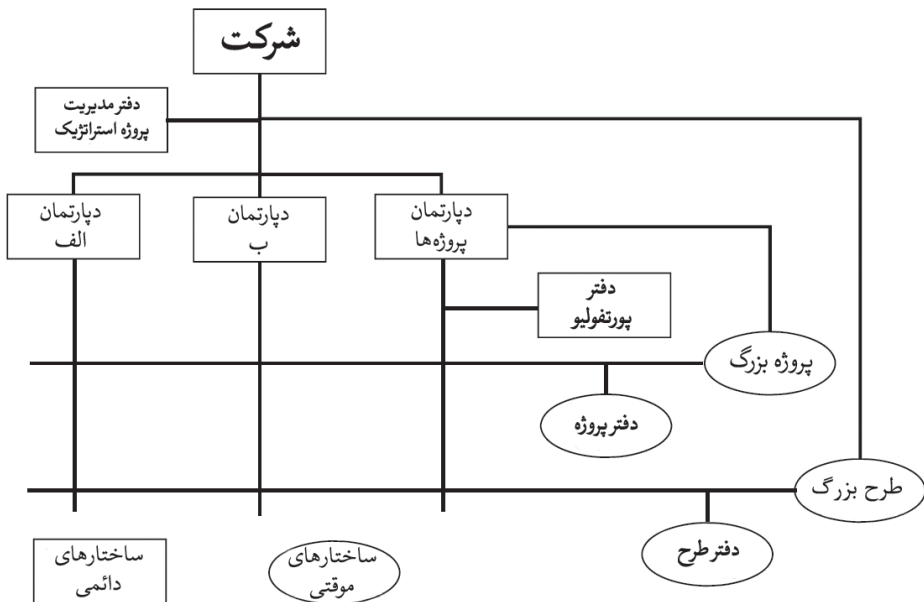 شرکت
دفتر مدیریت
پروژه استراتژیک
دپارتمان
الف
دپارتمان
ب
دپارتمان
پروژه‌ها
دفتر
پورتفولیو
پروژه بزرگ
دفتر پروژه
طرح بزرگ
دفتر طرح
ساختارهای
موقتی
ساختارهای
دائمی